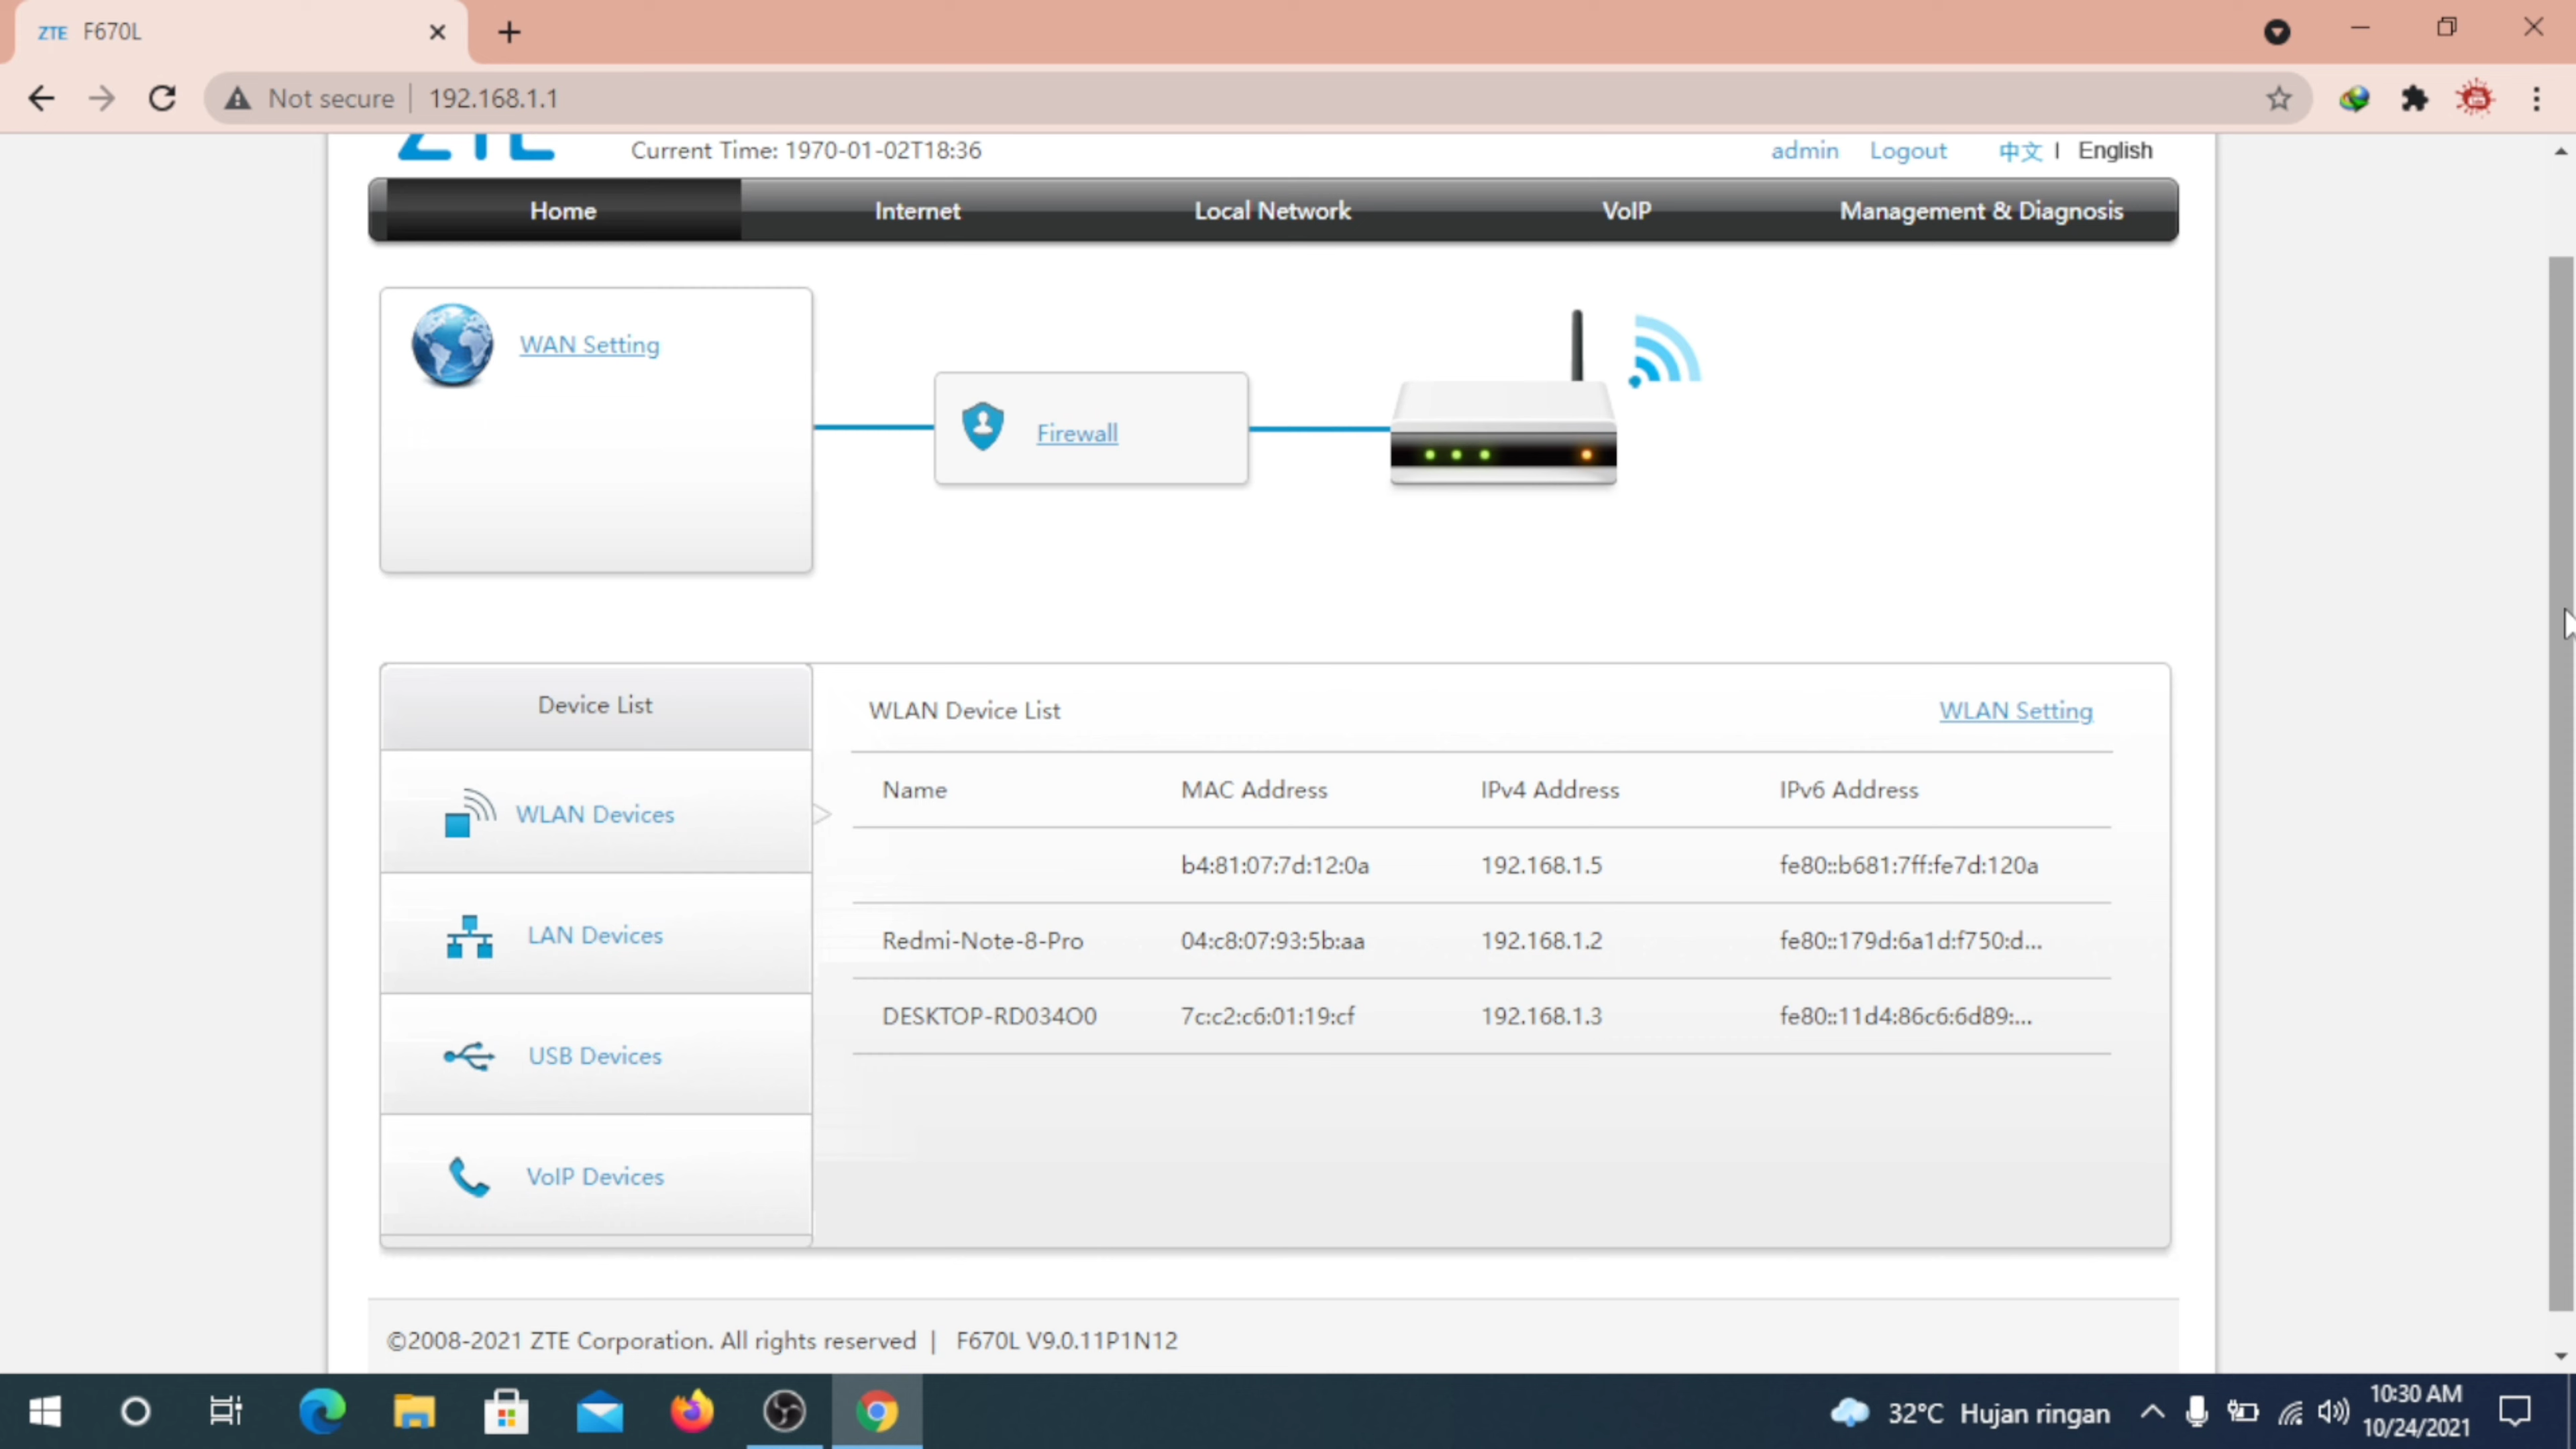 ZTE F670L
Not secure 192.168.1.1
ZTE
Current Time: 1970-01-02T18:36
admin Logout 中文 | English
Home Internet Local Network VoIP Management & Diagnosis
WAN Setting
Firewall
Device List
WLAN Device List WLAN Setting
Name MAC Address IPv4 Address IPv6 Address
WLAN Devices
b4:81:07:7d:12:0a 192.168.1.5 fe80::b681:7ff:fe7d:120a
LAN Devices
Redmi-Note-8-Pro 04:c8:07:93:5b:aa 192.168.1.2 fe80::179d:6a1d:f750:d...
DESKTOP-RD034O0 7c:c2:c6:01:19:cf 192.168.1.3 fe80::11d4:86c6:6d89:...
USB Devices
VoIP Devices
©2008-2021 ZTE Corporation. All rights reserved | F670L V9.0.11P1N12
32°C Hujan ringan
10:30 AM
10/24/2021